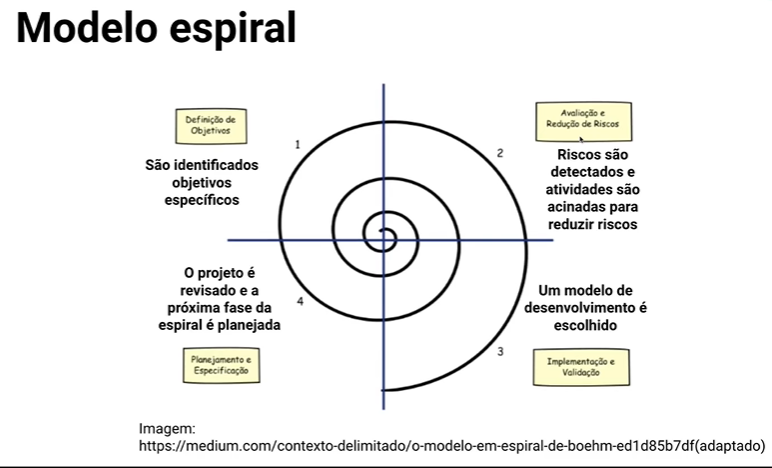 Modelo espiral
Definição de
Objetivos
1
São identificados
objetivos
específicos
Avaliação e
Redução de Riscos
2
Riscos são
detectados e
atividades são
acinadas para
reduzir riscos
O projeto é
revisado e a
próxima fase da
espiral é planejada
4
Planejamento e
Especificação
Um modelo de
desenvolvimento é
escolhido
3
Implementação e
Validação
Imagem:
https://medium.com/contexto-delimitado/o-modelo-em-espiral-de-boehm-ed1d85b7df(adaptado)